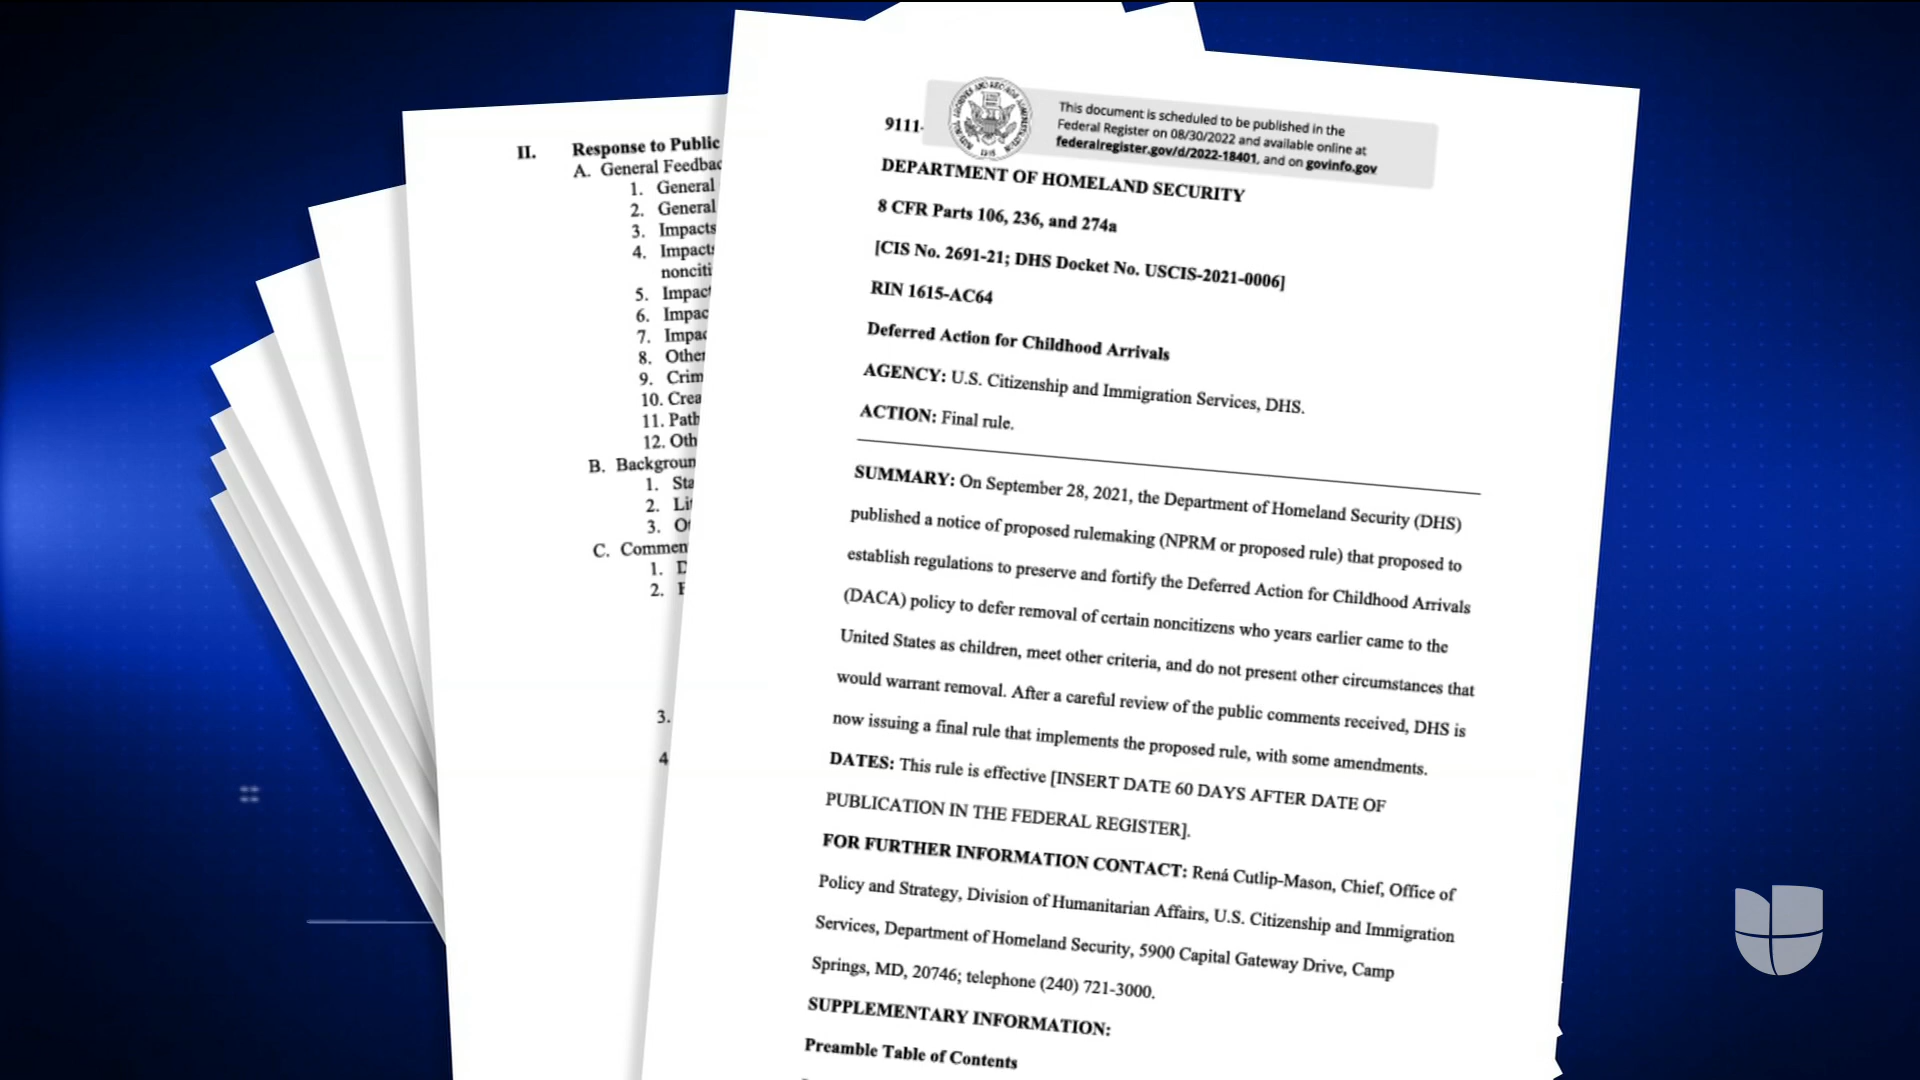 II. Response to Public
A. General Feedbac
1. General
2. General
3. Impacts
4. Impacts
nonciti
5. Impact
6. Impac
7. Impac
8. Other
9. Crim
10. Crea
11. Path
12. Oth
B. Backgroun
1. Sta
2. Lit
3. Ot
C. Commen
1. D
2.
3.
4
9111-
This document is scheduled to be published in the
Federal Register on 08/30/2022 and available online at
federalregister.gov/d/2022-18401, and on govinfo.gov
DEPARTMENT OF HOMELAND SECURITY
8 CFR Parts 106, 236, and 274a
[CIS No. 2691-21; DHS Docket No. USCIS-2021-0006]
RIN 1615-AC64
Deferred Action for Childhood Arrivals
AGENCY: U.S. Citizenship and Immigration Services, DHS.
ACTION: Final rule.
SUMMARY: On September 28, 2021, the Department of Homeland Security (DHS)
published a notice of proposed rulemaking (NPRM or proposed rule) that proposed to
establish regulations to preserve and fortify the Deferred Action for Childhood Arrivals
(DACA) policy to defer removal of certain noncitizens who years earlier came to the
United States as children, meet other criteria, and do not present other circumstances that
would warrant removal. After a careful review of the public comments received, DHS is
now issuing a final rule that implements the proposed rule, with some amendments.
DATES: This rule is effective [INSERT DATE 60 DAYS AFTER DATE OF
PUBLICATION IN THE FEDERAL REGISTER].
FOR FURTHER INFORMATION CONTACT: Rená Cutlip-Mason, Chief, Office of
Policy and Strategy, Division of Humanitarian Affairs, U.S. Citizenship and Immigration
Services, Department of Homeland Security, 5900 Capital Gateway Drive, Camp
Springs, MD, 20746; telephone (240) 721-3000.
SUPPLEMENTARY INFORMATION:
Preamble Table of Contents